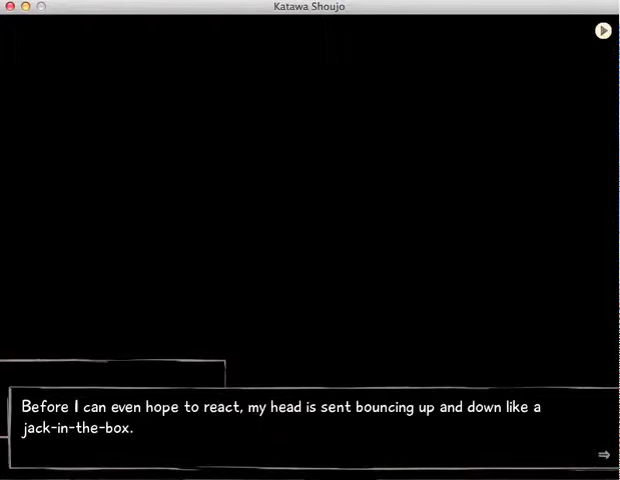 Katawa Shoujo
Before I can even hope to react, my head is sent bouncing up and down like a
jack-in-the-box.